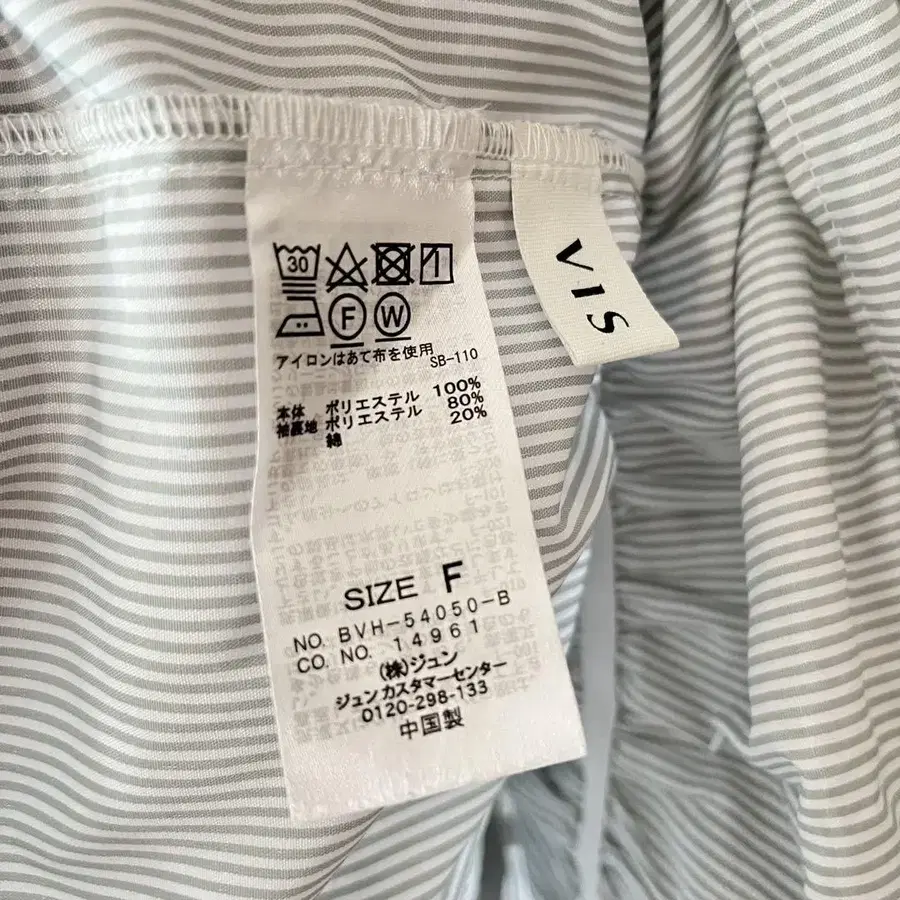 30
F W
アイロンはあて布を使用 SB-110
本体 ポリエステル 100%
袖裏地 ポリエステル 80%
綿 20%
SIZE F
NO. BVH-54050-B
CO. NO. 14961
(株)ジュン
ジュンカスタマーセンター
0120-298-133
中国製
VIS